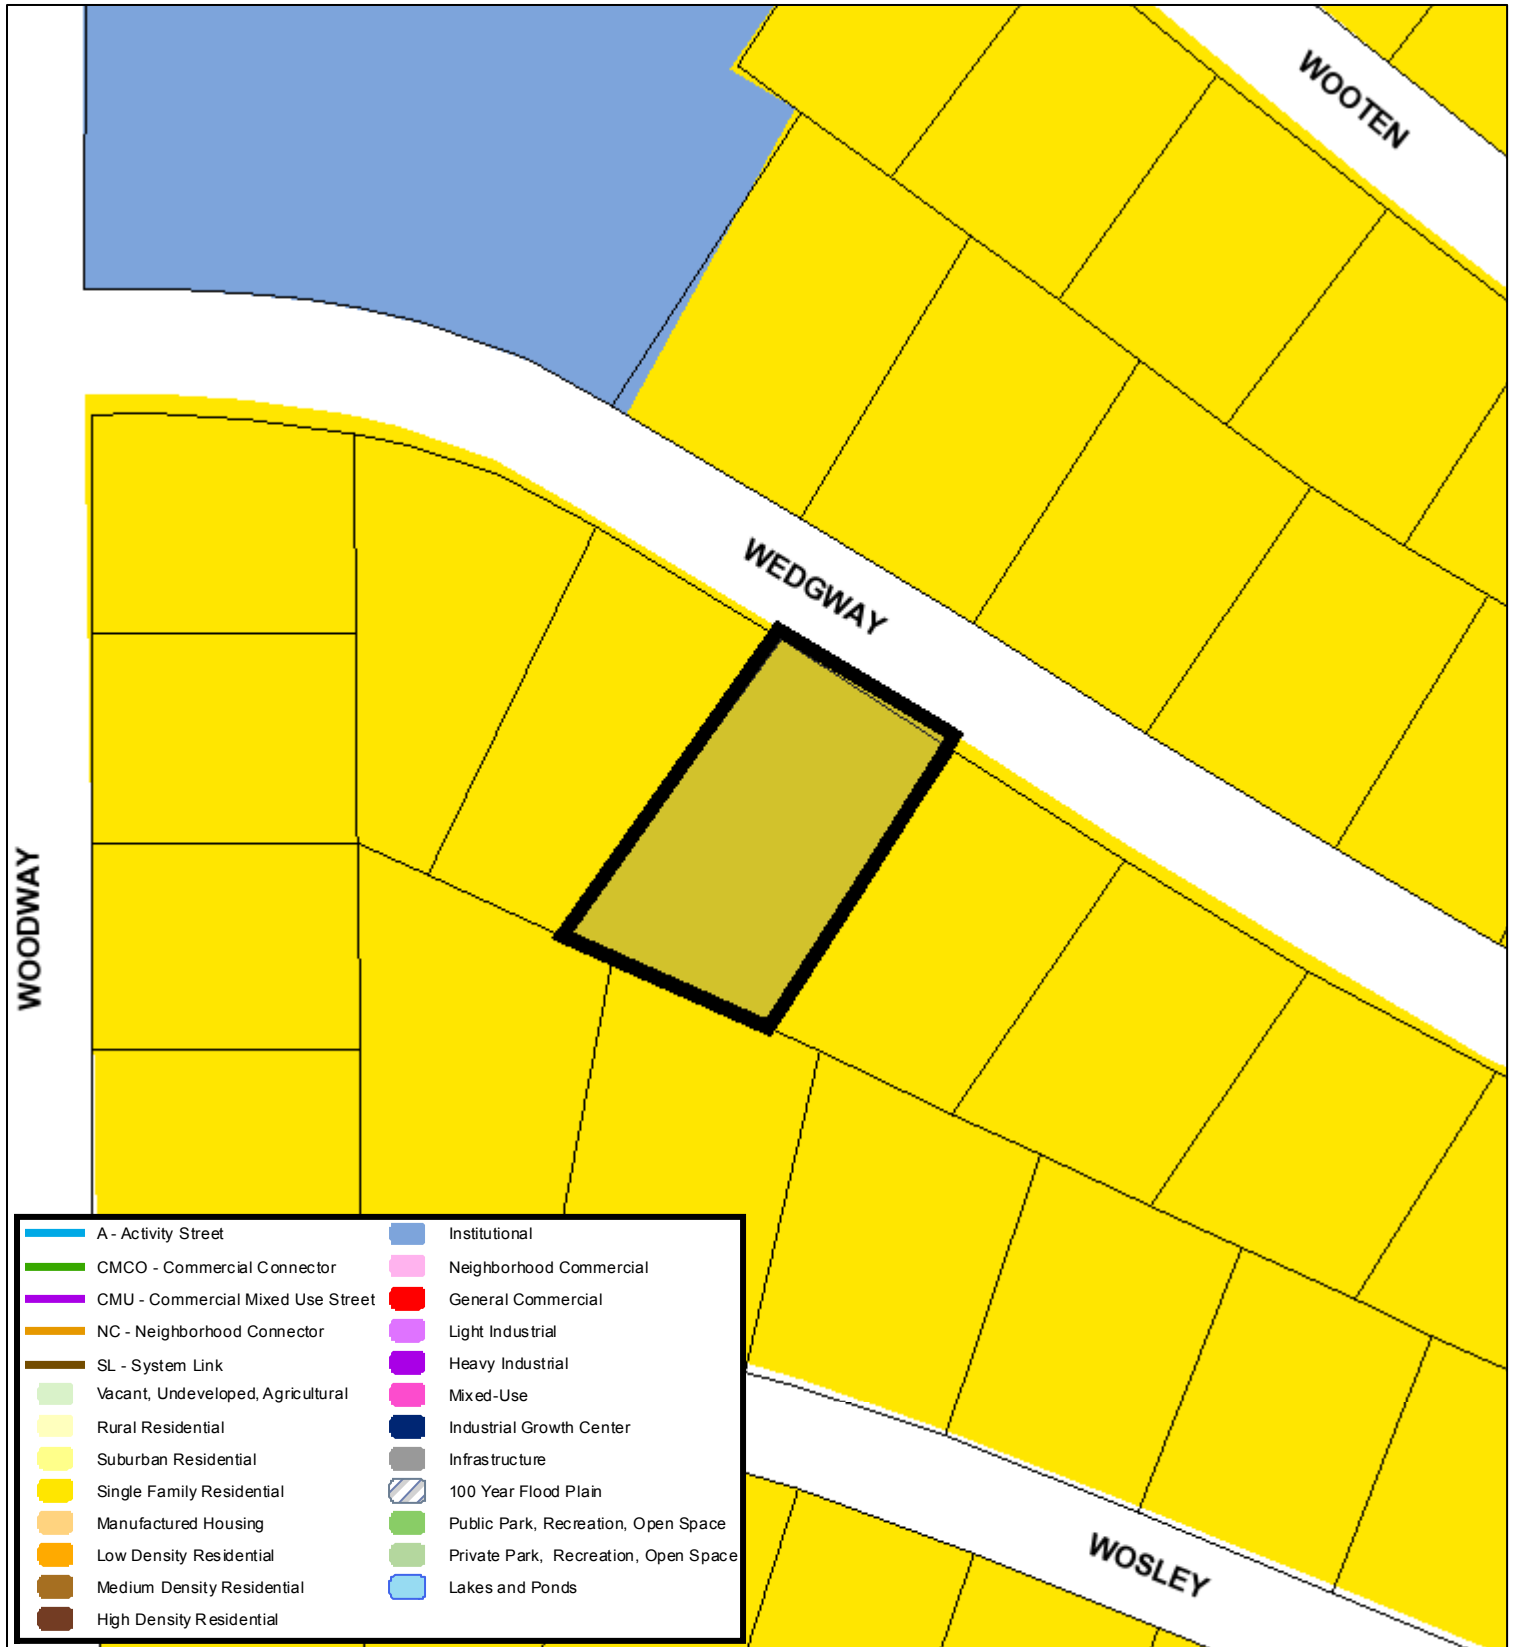 WOOTEN
WEDGWAY
WOODWAY
WOSLEY
A - Activity Street
CMCO - Commercial Connector
CMU - Commercial Mixed Use Street
NC - Neighborhood Connector
SL - System Link
Vacant, Undeveloped, Agricultural
Rural Residential
Suburban Residential
Single Family Residential
Manufactured Housing
Low Density Residential
Medium Density Residential
High Density Residential
Institutional
Neighborhood Commercial
General Commercial
Light Industrial
Heavy Industrial
Mixed-Use
Industrial Growth Center
Infrastructure
100 Year Flood Plain
Public Park, Recreation, Open Space
Private Park, Recreation, Open Space
Lakes and Ponds